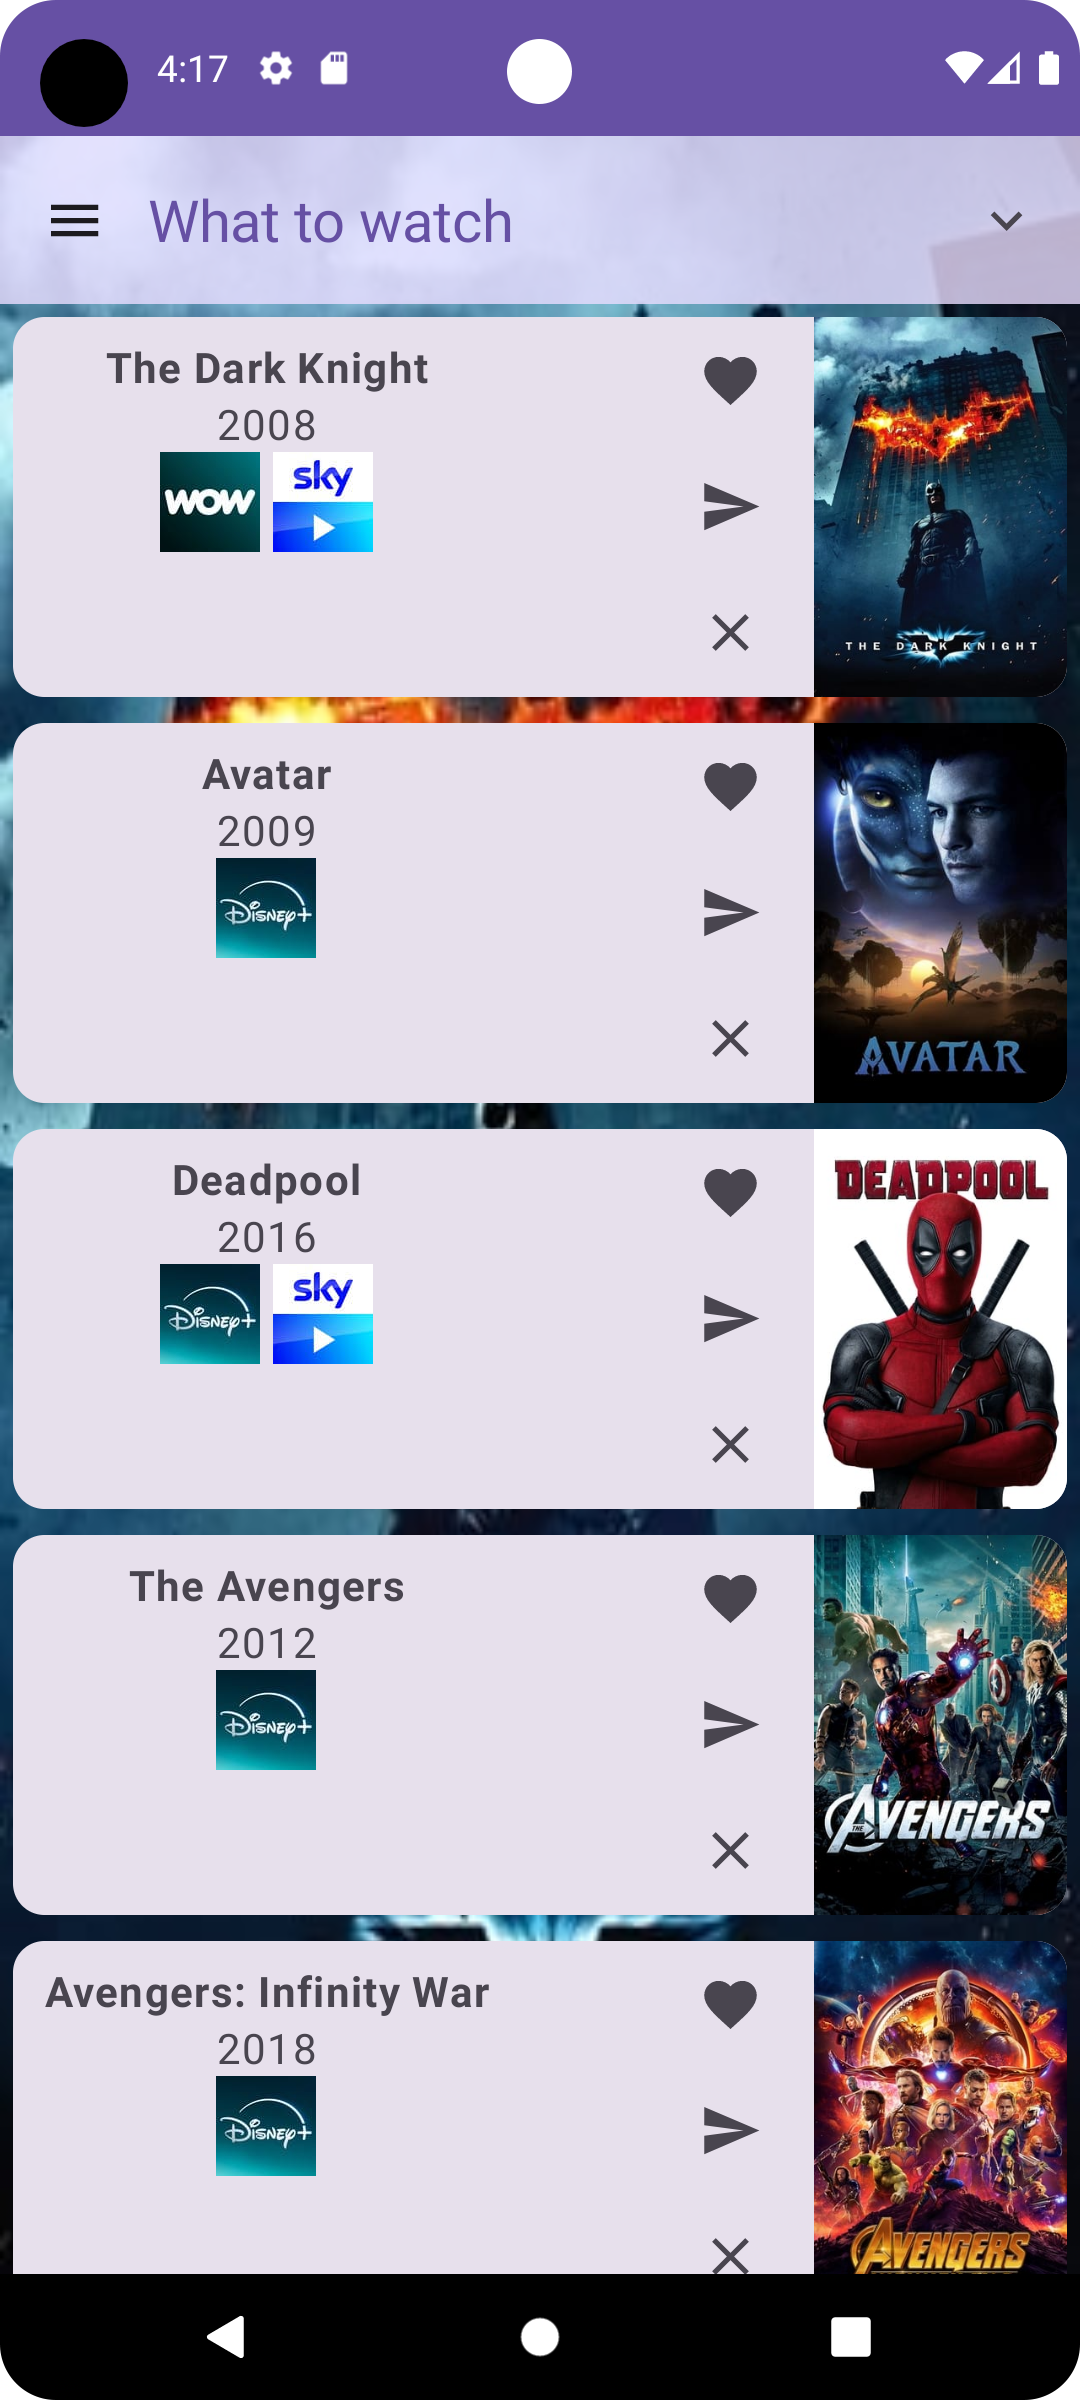 4:17
What to watch
The Dark Knight
2008
WOW
sky
THE DARK KNIGHT
Avatar
2009
Disney+
AVATAR
Deadpool
2016
Disney+
sky
DEADPOOL
The Avengers
2012
Disney+
THE AVENGERS
Avengers: Infinity War
2018
Disney+
AVENGERS